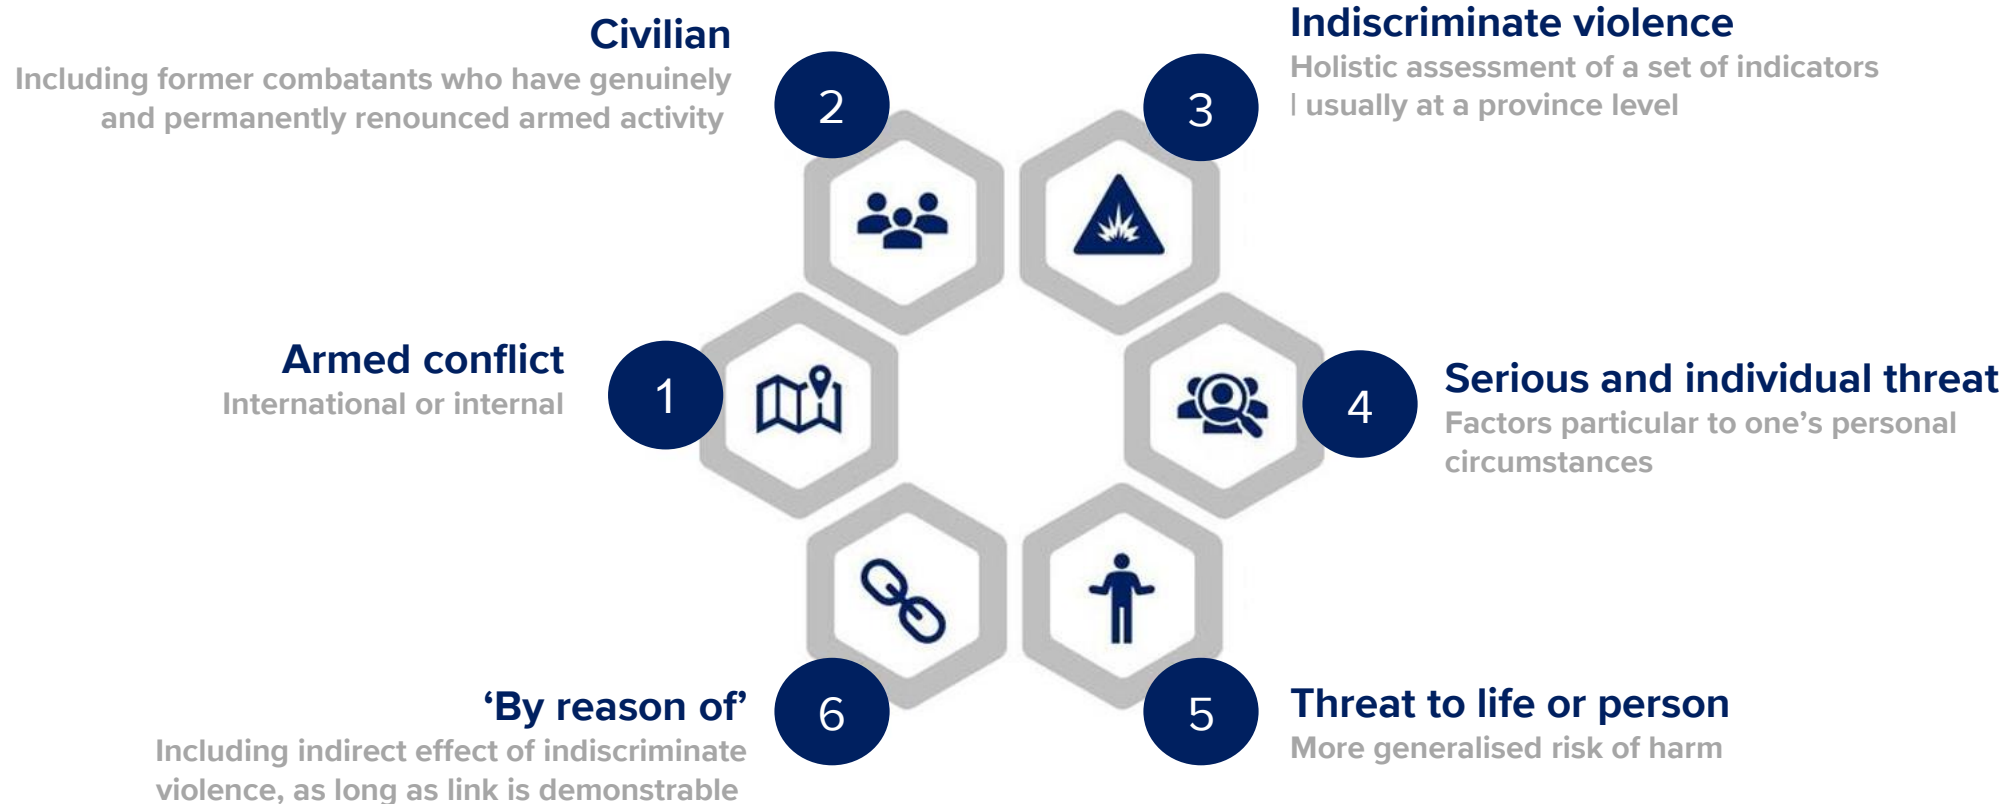 Civilian
Including former combatants who have genuinely
and permanently renounced armed activity
2
3
Indiscriminate violence
Holistic assessment of a set of indicators
| usually at a province level
Armed conflict
International or internal
1
4
Serious and individual threat
Factors particular to one’s personal
circumstances
‘By reason of’
Including indirect effect of indiscriminate
violence, as long as link is demonstrable
6
5
Threat to life or person
More generalised risk of harm